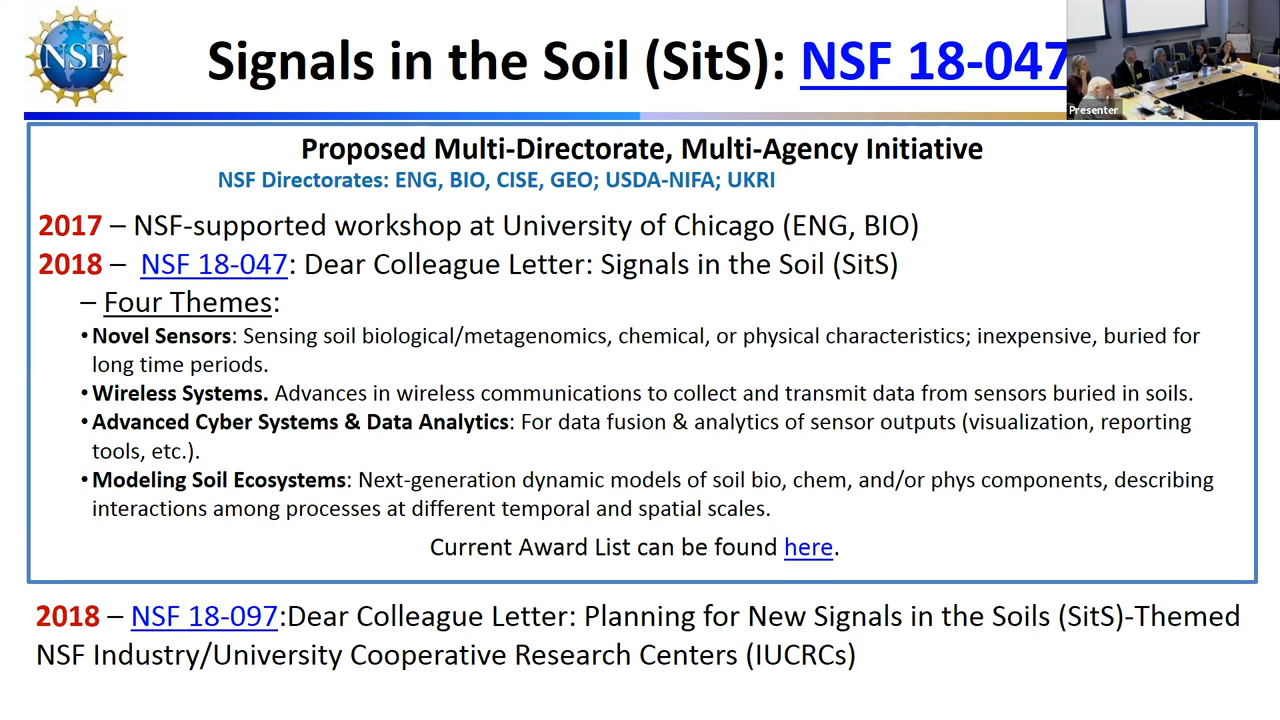 NSF
Signals in the Soil (SitS): NSF 18-047
Presenter
Proposed Multi-Directorate, Multi-Agency Initiative
NSF Directorates: ENG, BIO, CISE, GEO; USDA-NIFA; UKRI
2017 – NSF-supported workshop at University of Chicago (ENG, BIO)
2018 – NSF 18-047: Dear Colleague Letter: Signals in the Soil (SitS)
– Four Themes:
•Novel Sensors: Sensing soil biological/metagenomics, chemical, or physical characteristics; inexpensive, buried for
long time periods.
•Wireless Systems. Advances in wireless communications to collect and transmit data from sensors buried in soils.
•Advanced Cyber Systems & Data Analytics: For data fusion & analytics of sensor outputs (visualization, reporting
tools, etc.).
•Modeling Soil Ecosystems: Next-generation dynamic models of soil bio, chem, and/or phys components, describing
interactions among processes at different temporal and spatial scales.
Current Award List can be found here.
2018 – NSF 18-097:Dear Colleague Letter: Planning for New Signals in the Soils (SitS)-Themed
NSF Industry/University Cooperative Research Centers (IUCRCs)